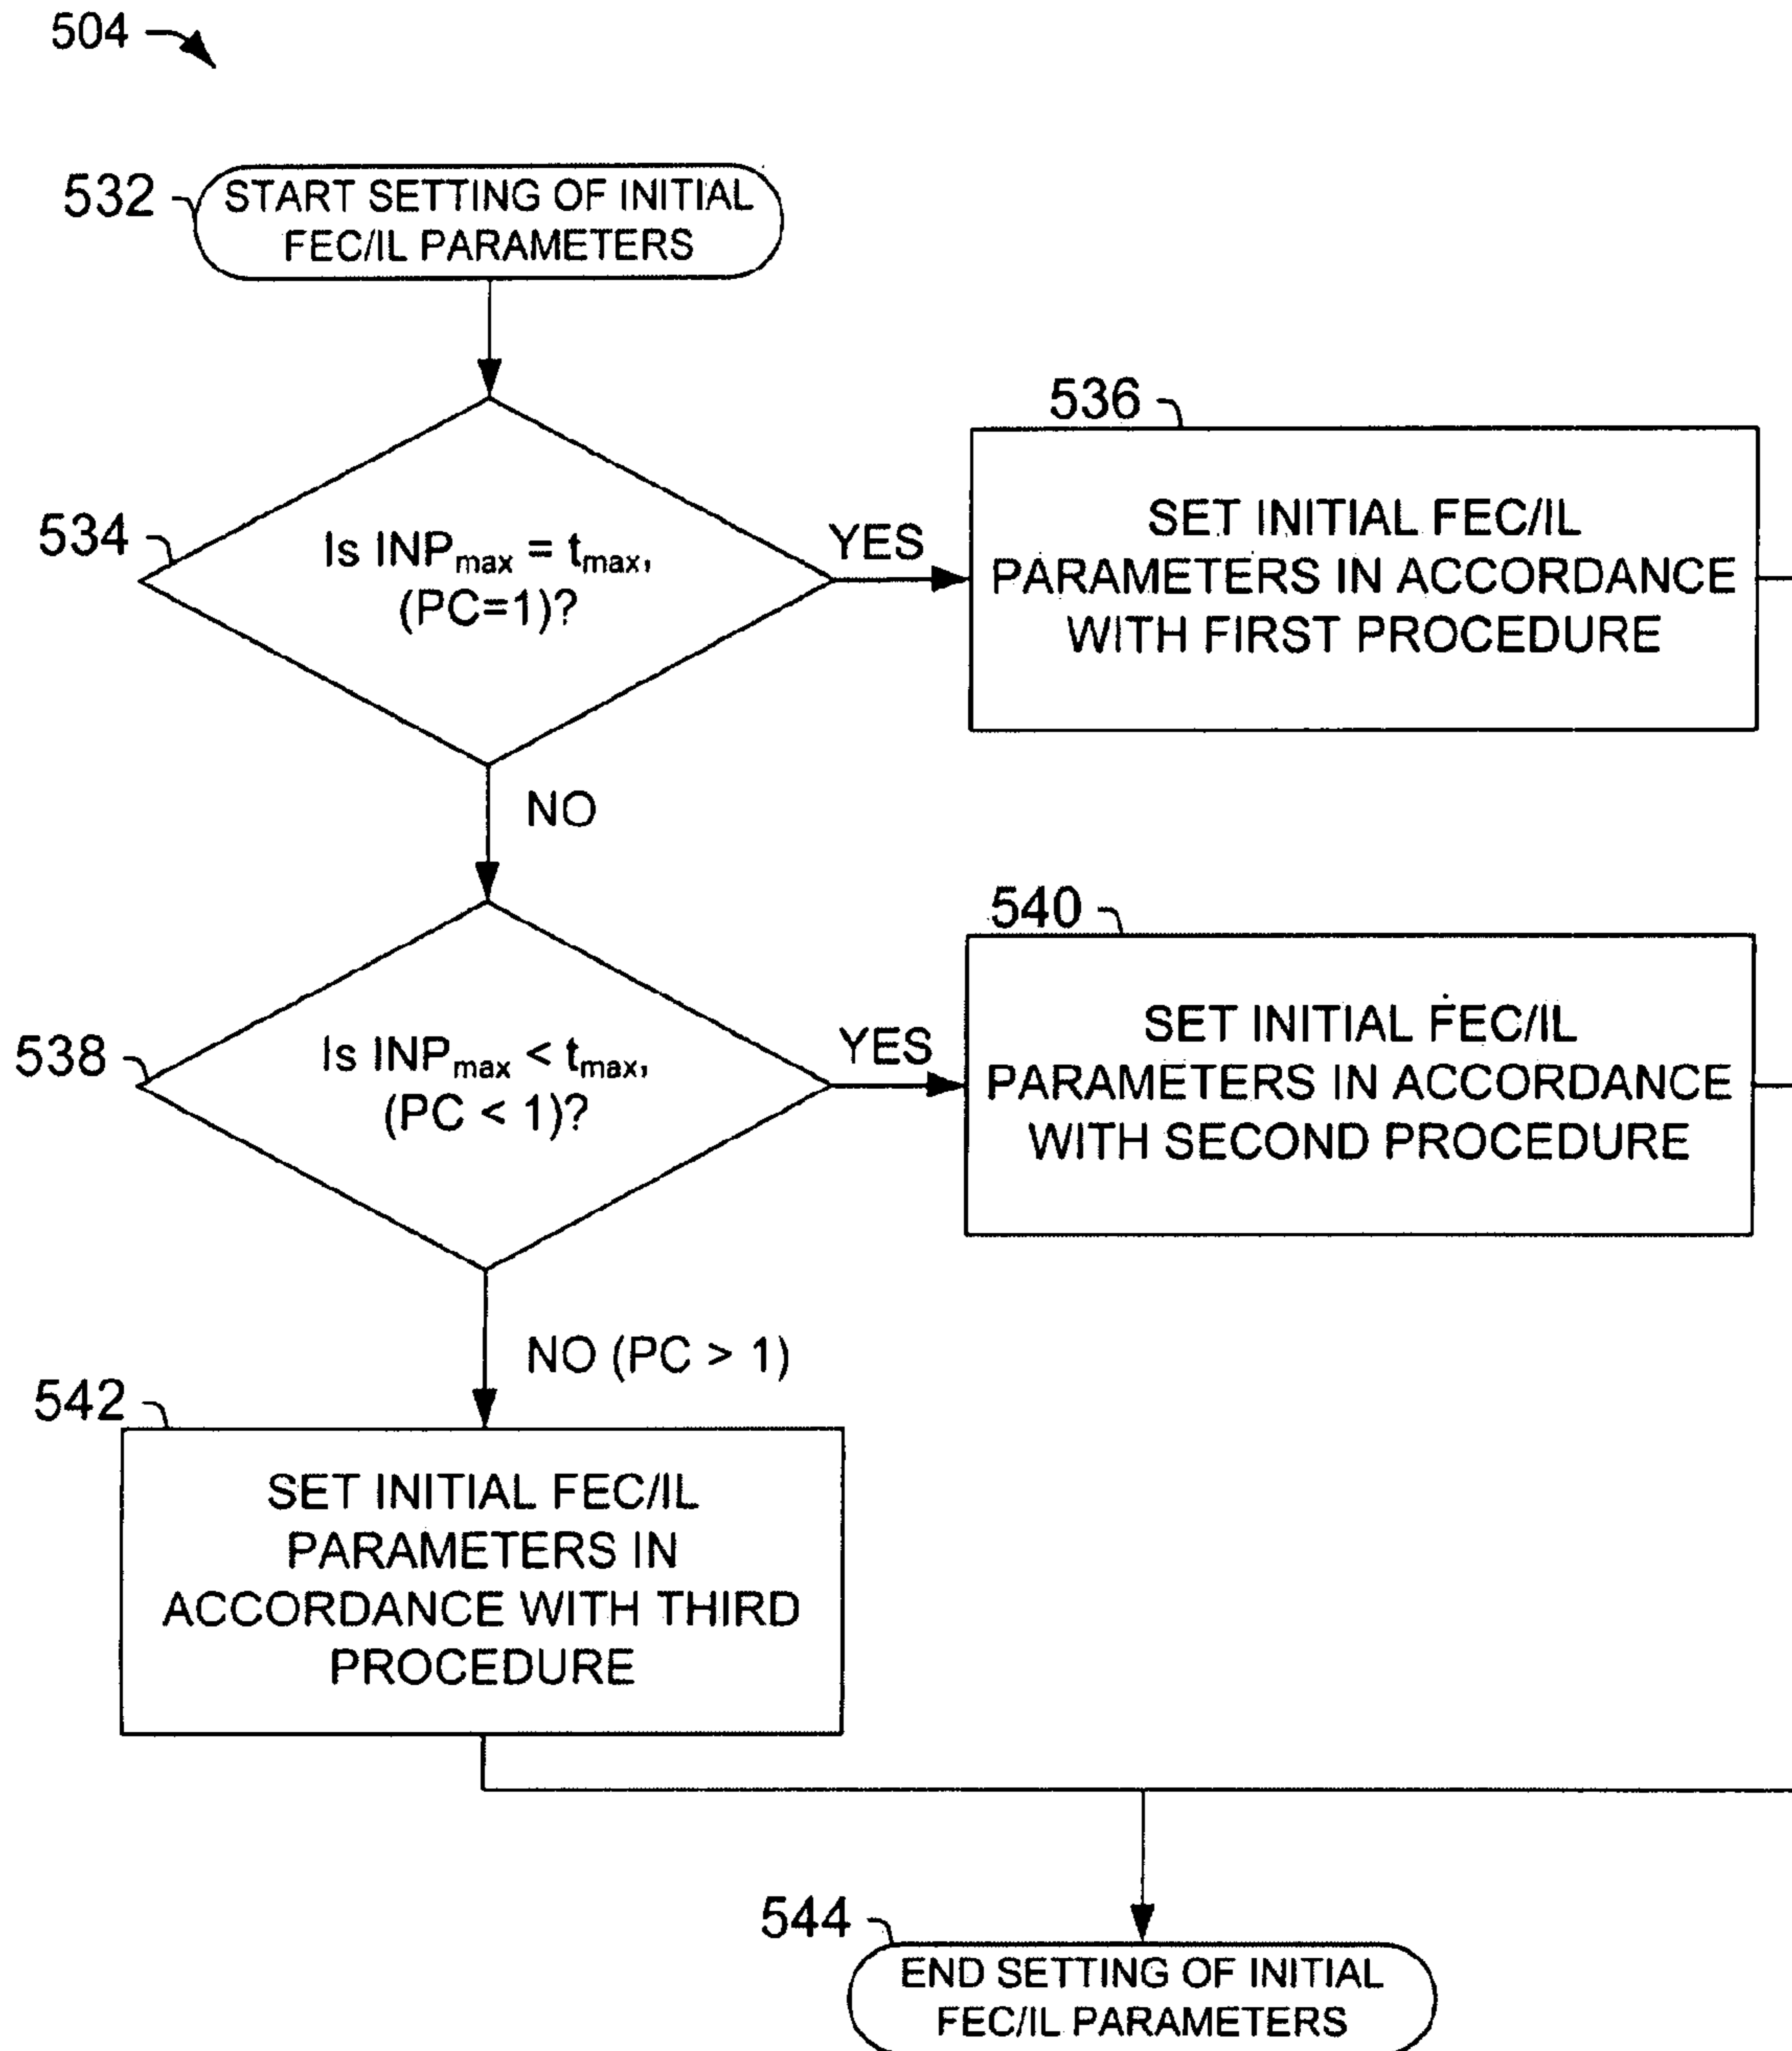 504
532
START SETTING OF INITIAL
FEC/IL PARAMETERS
534
Is INPmax = tmax,
(PC=1)?
YES
536
SET INITIAL FEC/IL
PARAMETERS IN ACCORDANCE
WITH FIRST PROCEDURE
NO
538
Is INPmax < tmax,
(PC < 1)?
YES
540
SET INITIAL FEC/IL
PARAMETERS IN ACCORDANCE
WITH SECOND PROCEDURE
NO (PC > 1)
542
SET INITIAL FEC/IL
PARAMETERS IN
ACCORDANCE WITH THIRD
PROCEDURE
544
END SETTING OF INITIAL
FEC/IL PARAMETERS